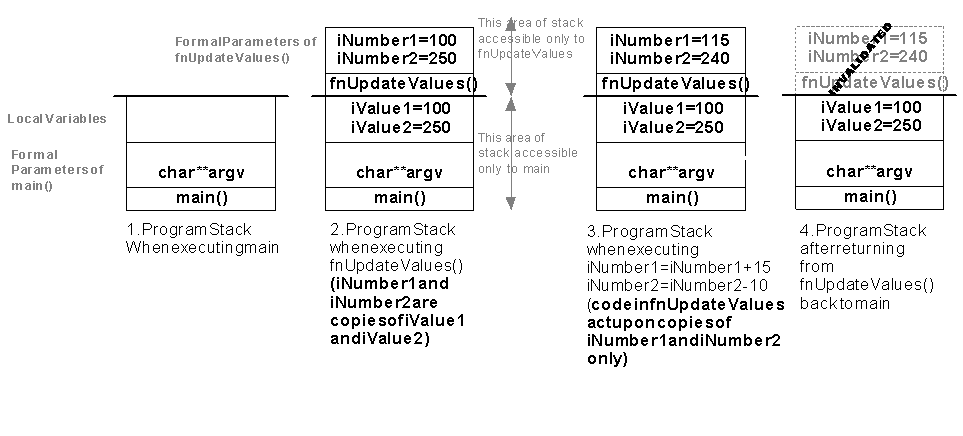 This area of stack
accessible only to
fnUpdateValues
FormalParameters of
fnUpdateValues()
iNumber1=100
iNumber2=250
fnUpdateValues()
iNumber1=115
iNumber2=240
fnUpdateValues()
iNumber1=115
iNumber2=240
fnUpdateValues()
INVALIDATED
LocalVariables
iValue1=100
iValue2=250
iValue1=100
iValue2=250
iValue1=100
iValue2=250
This area of
stack accessible
only to main
Formal
Parametersof
main()
char**argv
main()
char**argv
main()
char**argv
main()
char**argv
main()
1.ProgramStack
Whenexecutingmain
2.ProgramStack
whenexecuting
fnUpdateValues()
(iNumber1and
iNumber2are
copiesofiValue1
andiValue2)
3.ProgramStack
whenexecuting
iNumber1=iNumber1+15
iNumber2=iNumber2-10
(codeinfnUpdateValues
actuponcopiesof
iNumber1andiNumber2
only)
4.ProgramStack
afterreturning
from
fnUpdateValues()
backtomain